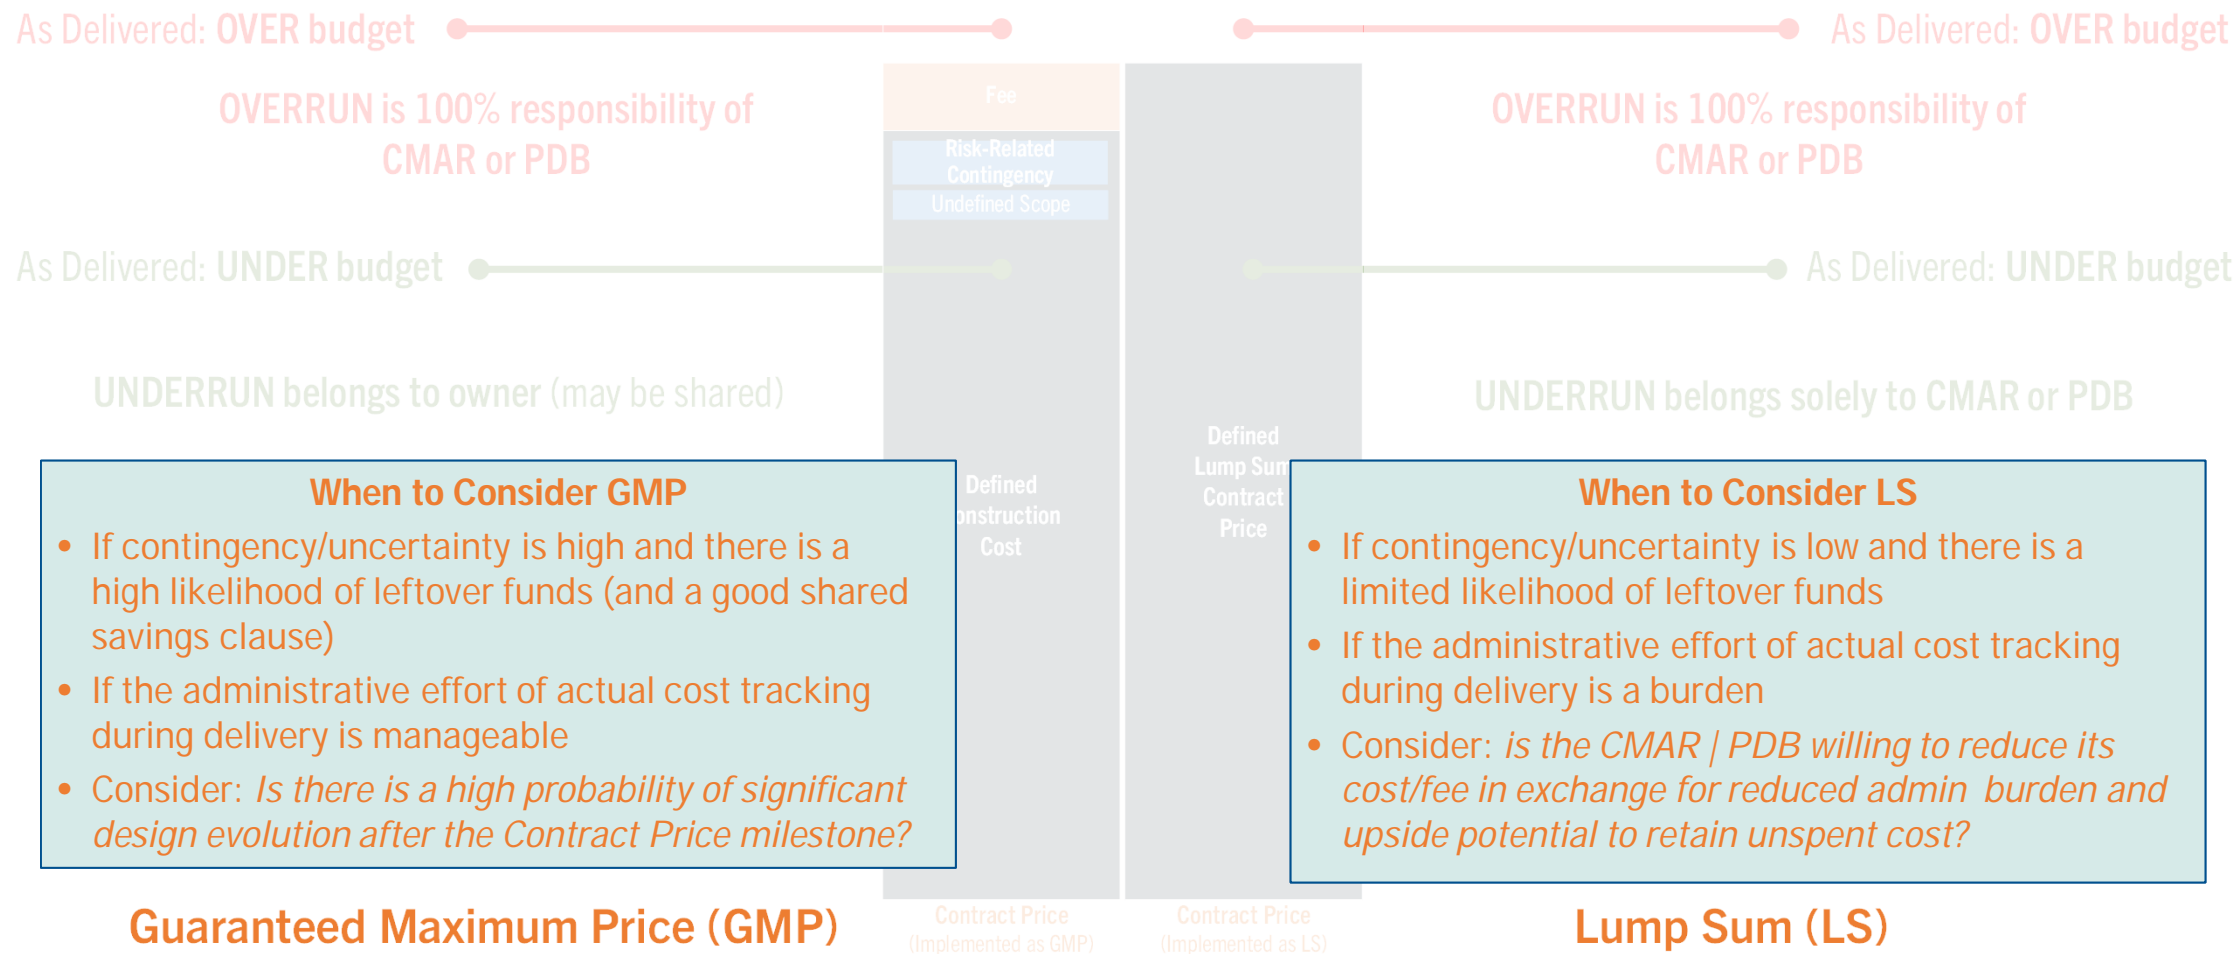 As Delivered: OVER budget
As Delivered: OVER budget
OVERRUN is 100% responsibility of
CMAR or PDB
Fee
Risk-Related
Contingency
Undefined Scope
OVERRUN is 100% responsibility of
CMAR or PDB
As Delivered: UNDER budget
As Delivered: UNDER budget
UNDERRUN belongs to owner (may be shared)
UNDERRUN belongs solely to CMAR or PDB
When to Consider GMP
• If contingency/uncertainty is high and there is a
high likelihood of leftover funds (and a good shared
savings clause)
• If the administrative effort of actual cost tracking
during delivery is manageable
• Consider: Is there is a high probability of significant
design evolution after the Contract Price milestone?
Defined
onstruction
Cost
Defined
Lump Sum
Contract
Price
When to Consider LS
• If contingency/uncertainty is low and there is a
limited likelihood of leftover funds
• If the administrative effort of actual cost tracking
during delivery is a burden
• Consider: is the CMAR | PDB willing to reduce its
cost/fee in exchange for reduced admin burden and
upside potential to retain unspent cost?
Guaranteed Maximum Price (GMP)
Contract Price
(Implemented as GMP)
Contract Price
(Implemented as LS)
Lump Sum (LS)